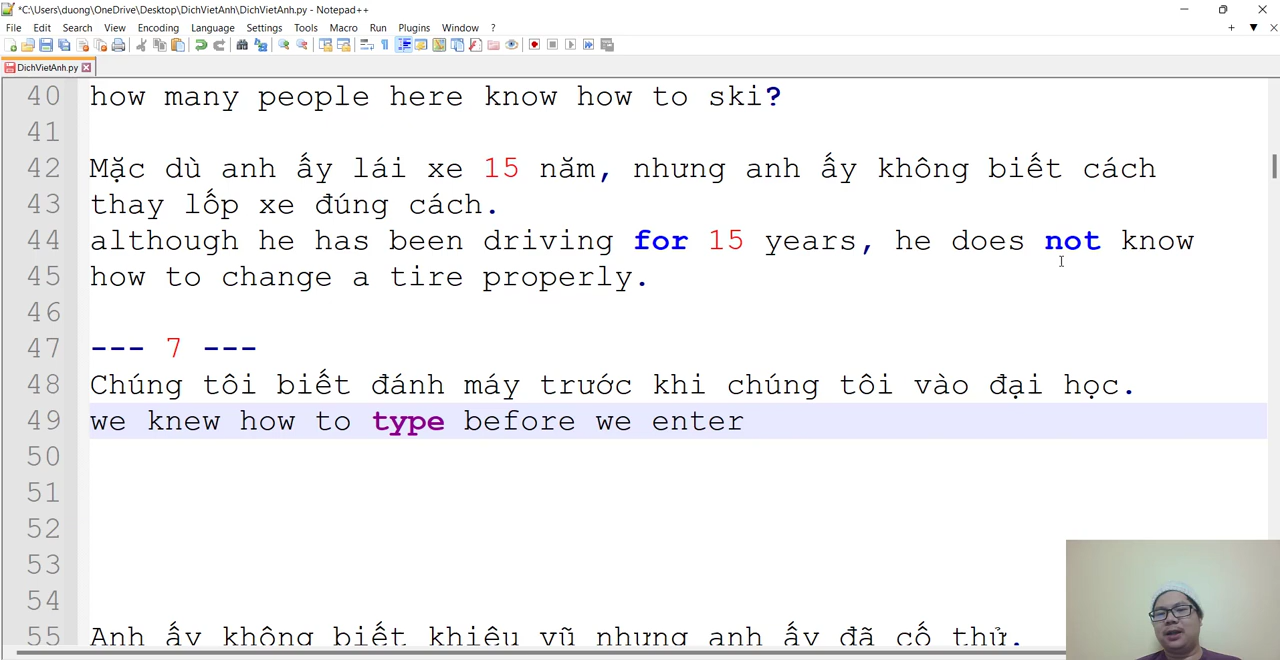 *C:\Users\duong\OneDrive\Desktop\DichVietAnh\DichVietAnh.py - Notepad++
File Edit Search View Encoding Language Settings Tools Macro Run Plugins Window ?
DichVietAnh.py
40 how many people here know how to ski?
41
42 Mặc dù anh ấy lái xe 15 năm, nhưng anh ấy không biết cách
43 thay lốp xe đúng cách.
44 although he has been driving for 15 years, he does not know
45 how to change a tire properly.
46
47 --- 7 ---
48 Chúng tôi biết đánh máy trước khi chúng tôi vào đại học.
49 we knew how to type before we enter
50
51
52
53
54
55 Anh ấy không biết khiêu vũ nhưng anh ấy đã cố thử.